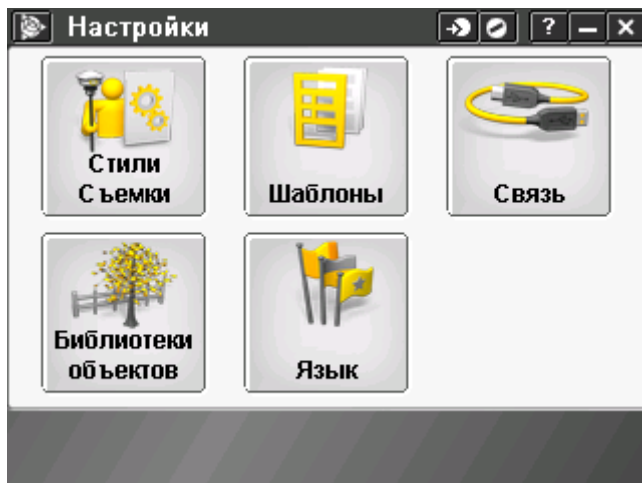 Настройки
?
Стили
Съемки
Шаблоны
Связь
Библиотеки
объектов
Язык